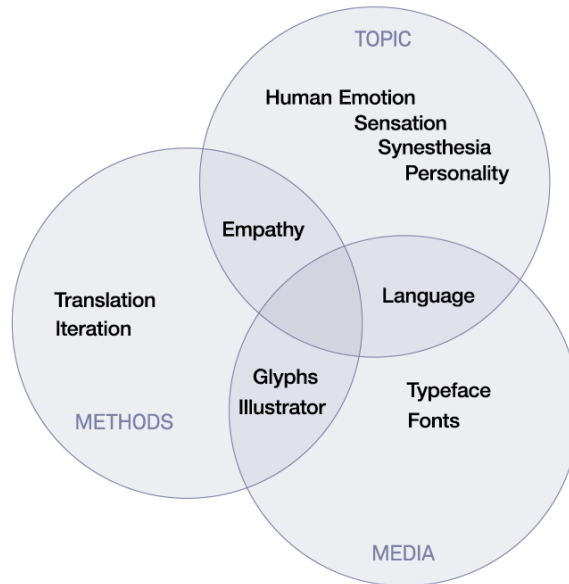 TOPIC
Human Emotion
Sensation
Synesthesia
Personality
Empathy
Translation
Iteration
Language
Glyphs
Illustrator
Typeface
Fonts
METHODS
MEDIA